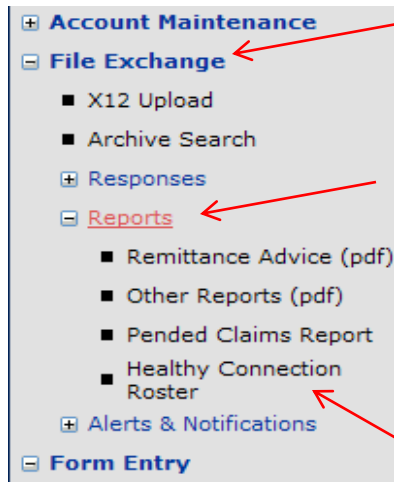 Account Maintenance
File Exchange
X12 Upload
Archive Search
Responses
Reports
Remittance Advice (pdf)
Other Reports (pdf)
Pended Claims Report
Healthy Connection
Roster
Alerts & Notifications
Form Entry